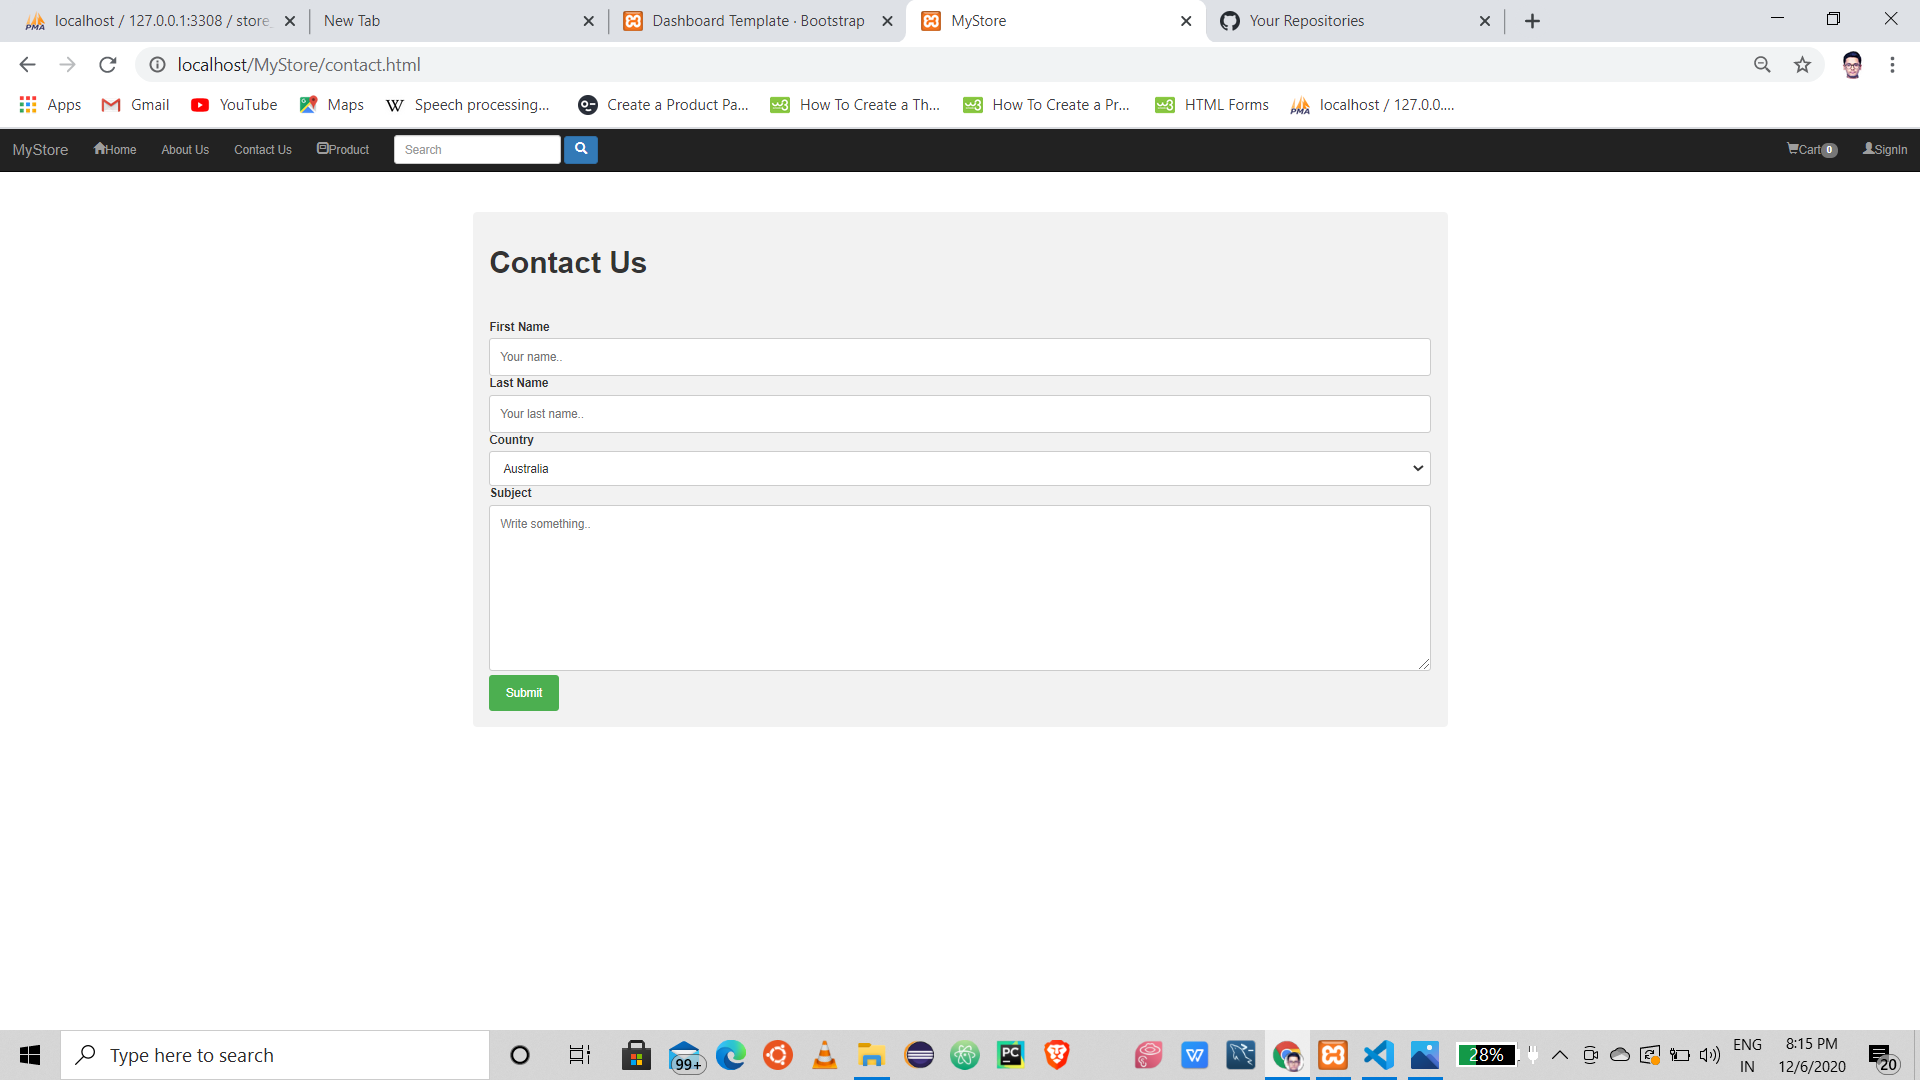 localhost / 127.0.0.1:3308 / store_
New Tab
Dashboard Template · Bootstrap
MyStore
Your Repositories
localhost/MyStore/contact.html
Apps
Gmail
YouTube
Maps
Speech processing...
Create a Product Pa...
How To Create a Th...
How To Create a Pr...
HTML Forms
localhost / 127.0.0....
MyStore
Home
About Us
Contact Us
Product
Search
Cart 0
SignIn
Contact Us
First Name
Your name..
Last Name
Your last name..
Country
Australia
Subject
Write something..
Submit
Type here to search
99+
PC
28%
ENG
IN
8:15 PM
12/6/2020
20